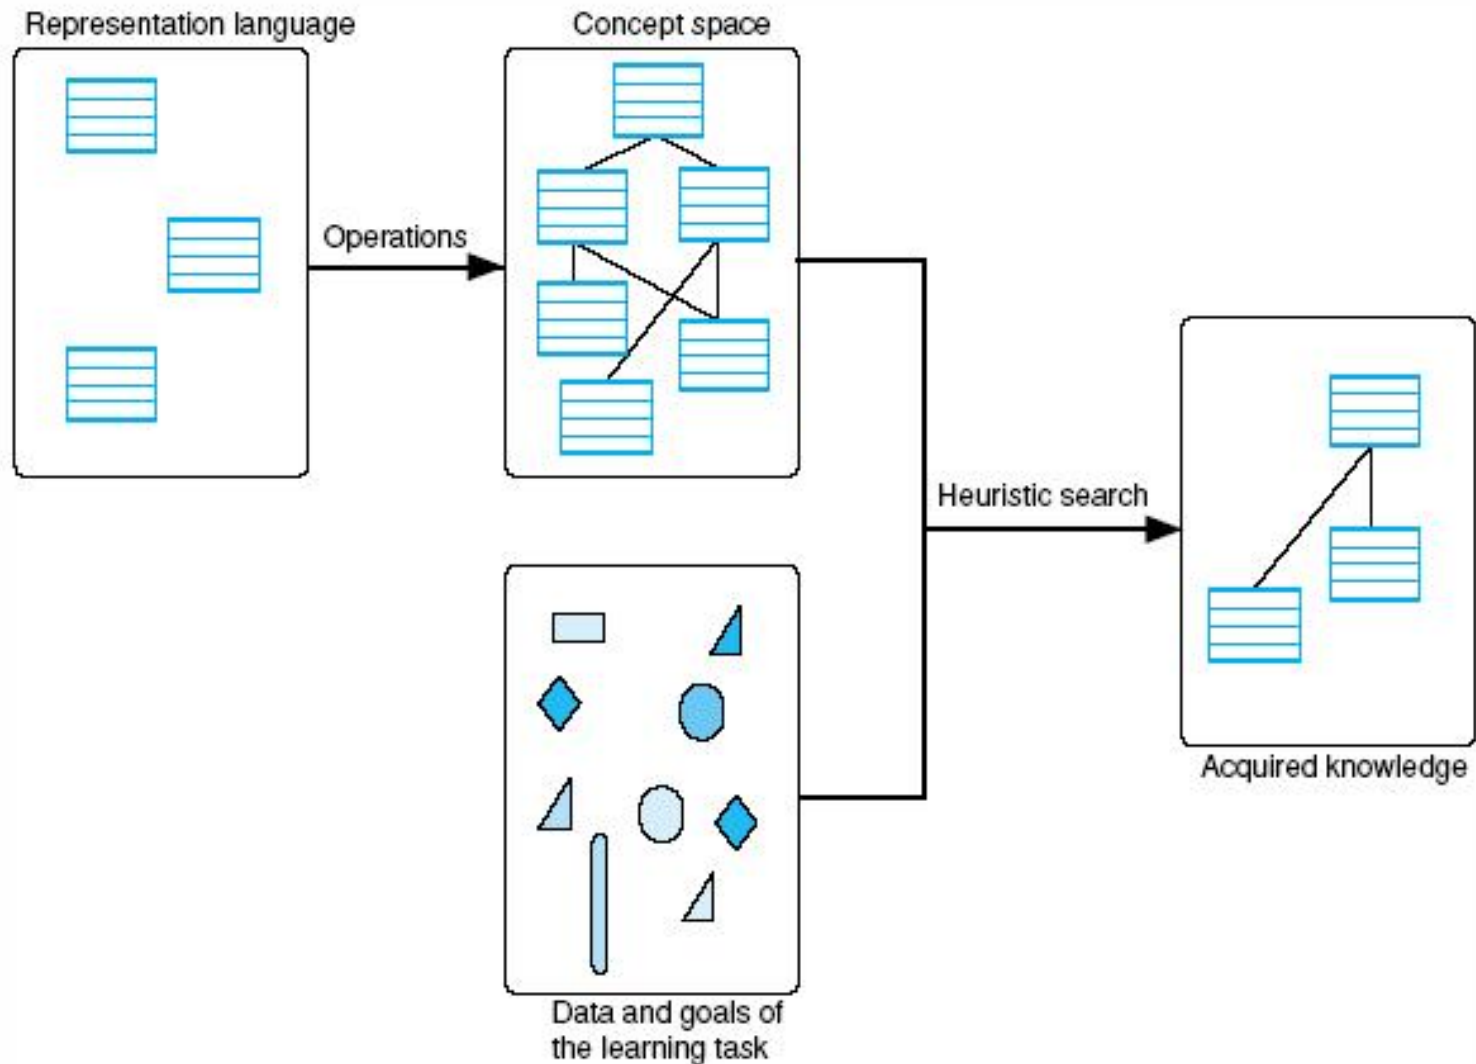 Representation language
Concept space
Operations
Heuristic search
Acquired knowledge
Data and goals of
the learning task